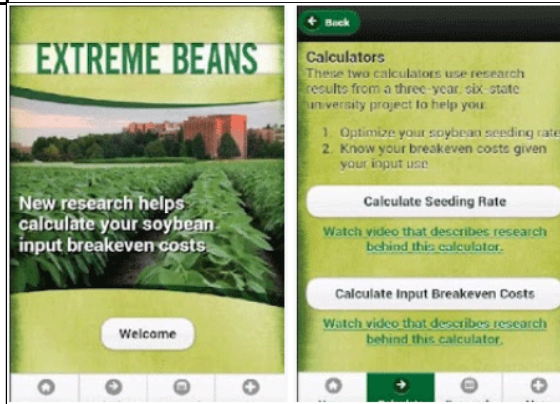 EXTREME BEANS
New research helps
calculate your soybean
input breakeven costs
Welcome
Back
Calculators
These two calculators use research
results from a three-year, six-state
university project to help you:
1. Optimize your soybean seeding rate
2. Know your breakeven costs given
your input use
Calculate Seeding Rate
Watch video that describes research
behind this calculator.
Calculate Input Breakeven Costs
Watch video that describes research
behind this calculator.